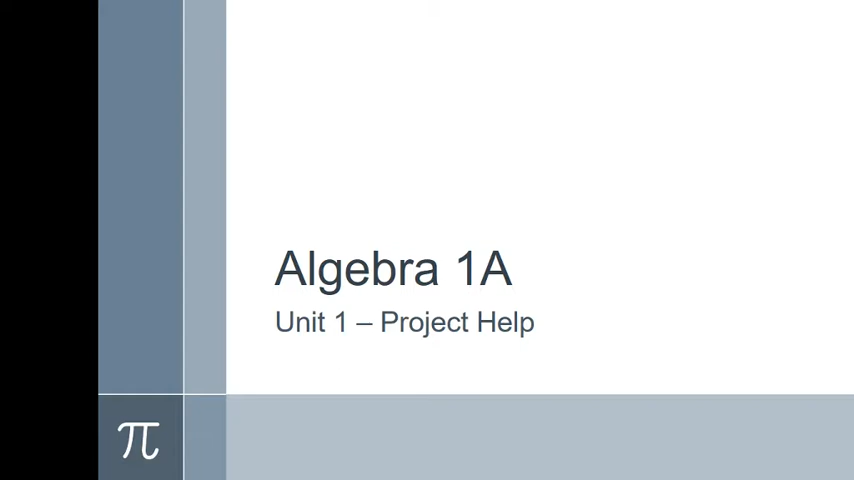 Algebra 1A
Unit 1 – Project Help
π